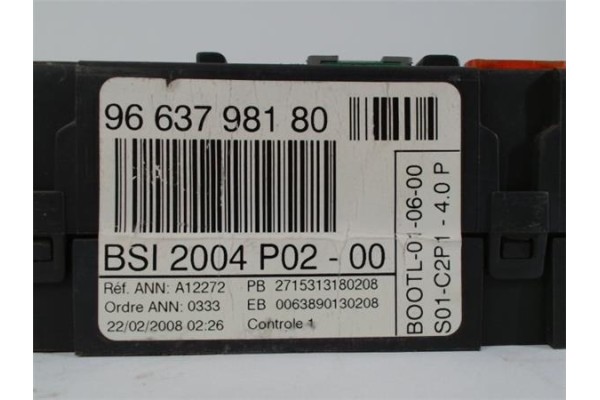 96 637 981 80
BSI 2004 P02 - 00
Réf. ANN: A12272 PB 2715313180208
Ordre ANN: 0333 EB 0063890130208
22/02/2008 02:26 Controle 1
BOOTL-01-06-00
S01-C2P1 - 4.0 P